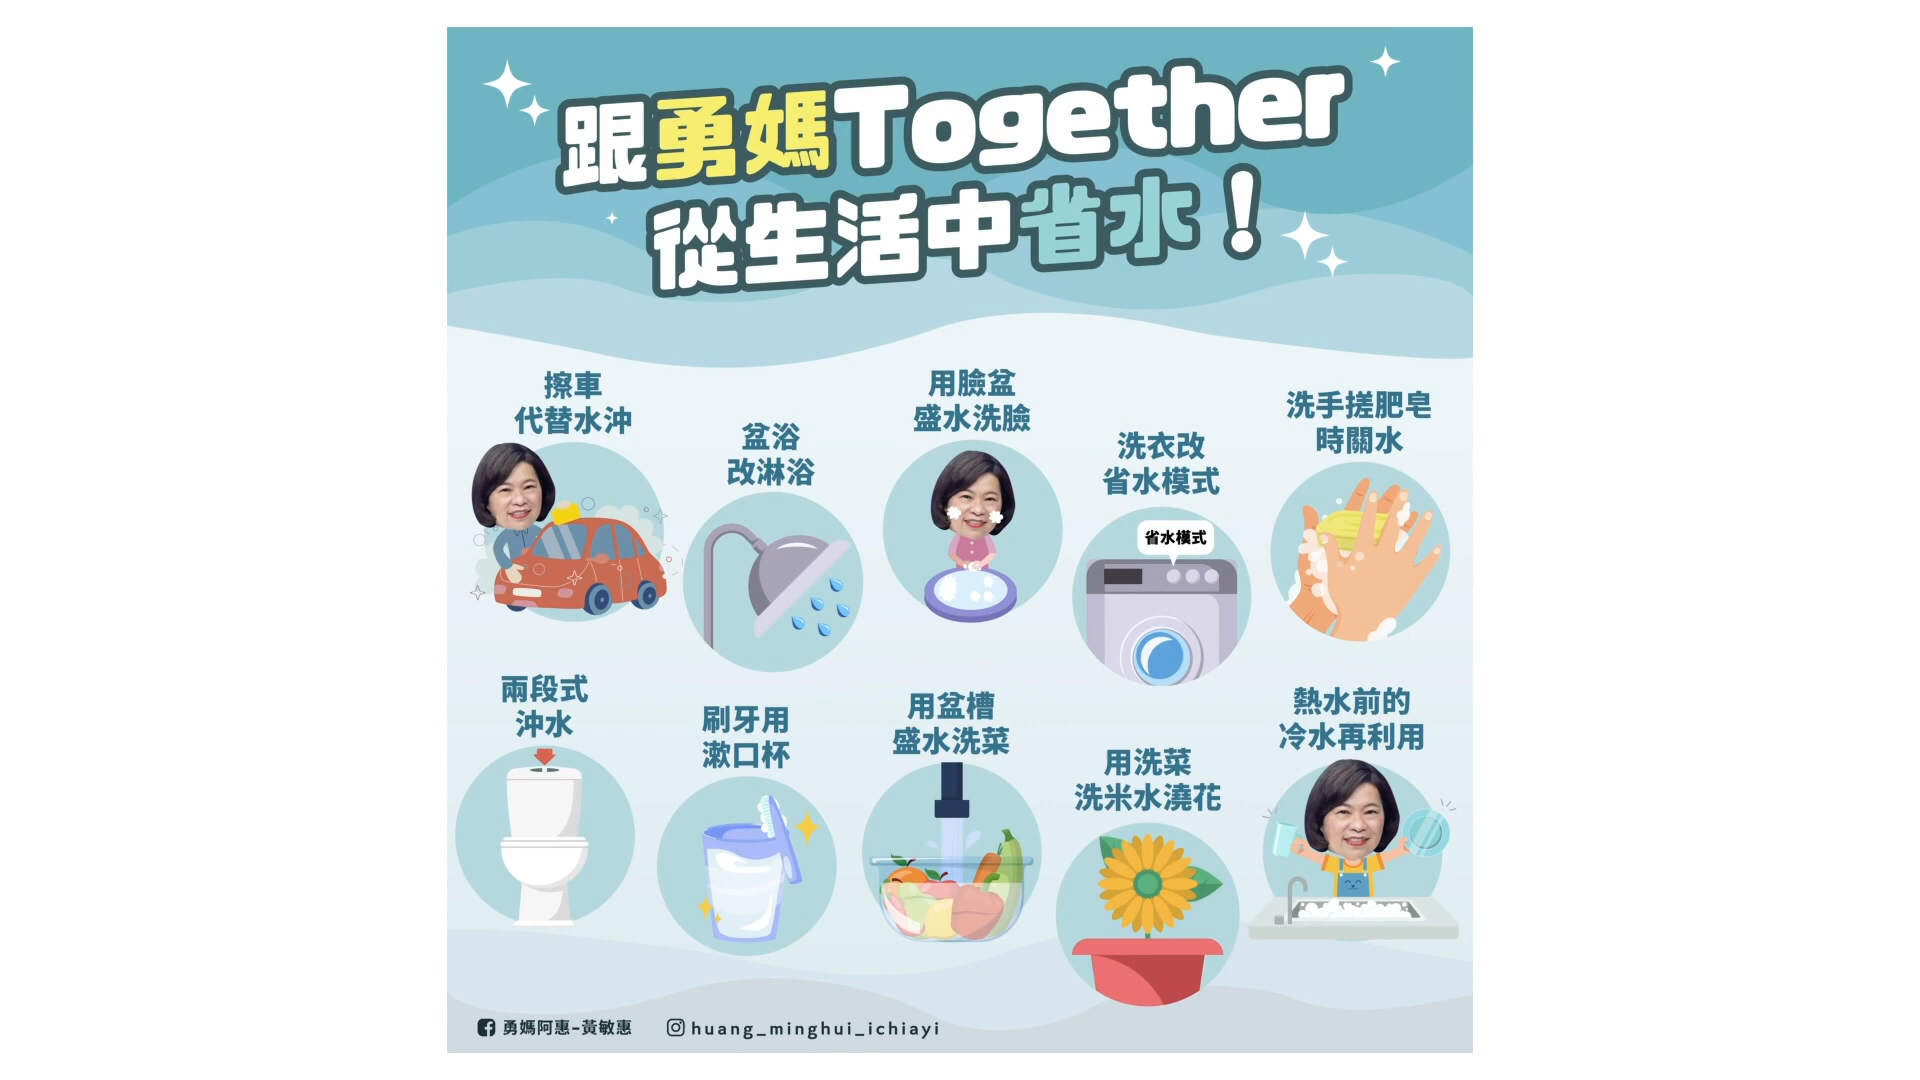 跟勇媽Together
從生活中省水！
擦車
代替水沖
盆浴
改淋浴
用臉盆
盛水洗臉
洗衣改
省水模式
省水模式
洗手搓肥皂
時關水
兩段式
沖水
刷牙用
漱口杯
用盆槽
盛水洗菜
用洗菜
洗米水澆花
熱水前的
冷水再利用
勇媽阿惠-黃敏惠
huang_minghui_ichiayi